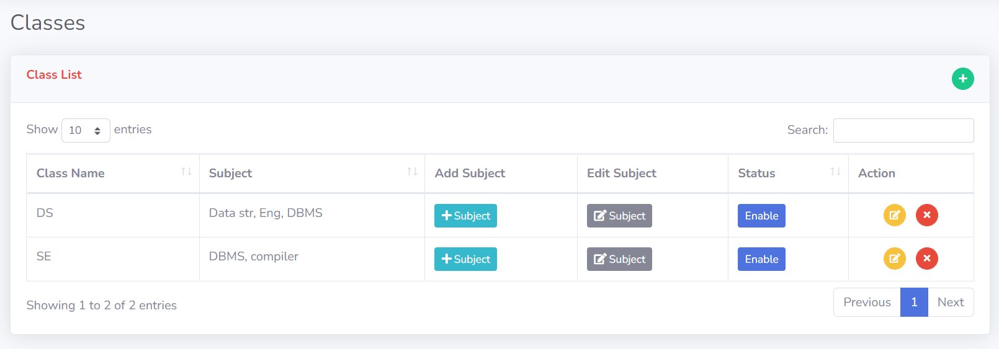 Classes
Class List
Show 10 entries Search:
Class Name Subject Add Subject Edit Subject Status Action
DS Data str, Eng, DBMS Subject Subject Enable
SE DBMS, compiler Subject Subject Enable
Showing 1 to 2 of 2 entries Previous 1 Next